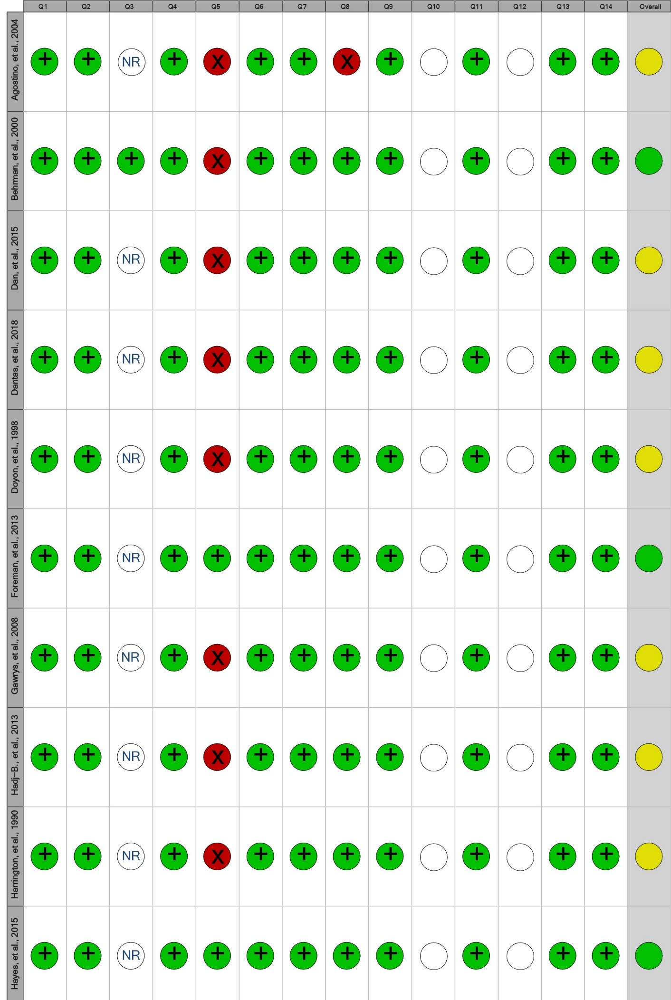 Q1 Q2 Q3 Q4 Q5 Q6 Q7 Q8 Q9 Q10 Q11 Q12 Q13 Q14 Overall
Agostino, et al., 2004 + + NR + X + + X + + + +
Behrman, et al., 2000 + + + + X + + + + + + +
Dan, et al., 2015 + + NR + X + + + + + + +
Dantas, et al., 2018 + + NR + X + + + + + + +
Doyon, et al., 1998 + + NR + X + + + + + + +
Foreman, et al., 2013 + + NR + + + + + + + + +
Gawrys, et al., 2008 + + NR + X + + + + + + +
Hadj–B., et al., 2013 + + NR + X + + + + + + +
Harrington, et al., 1990 + + NR + X + + + + + + +
Hayes, et al., 2015 + + NR + + + + + + + + +